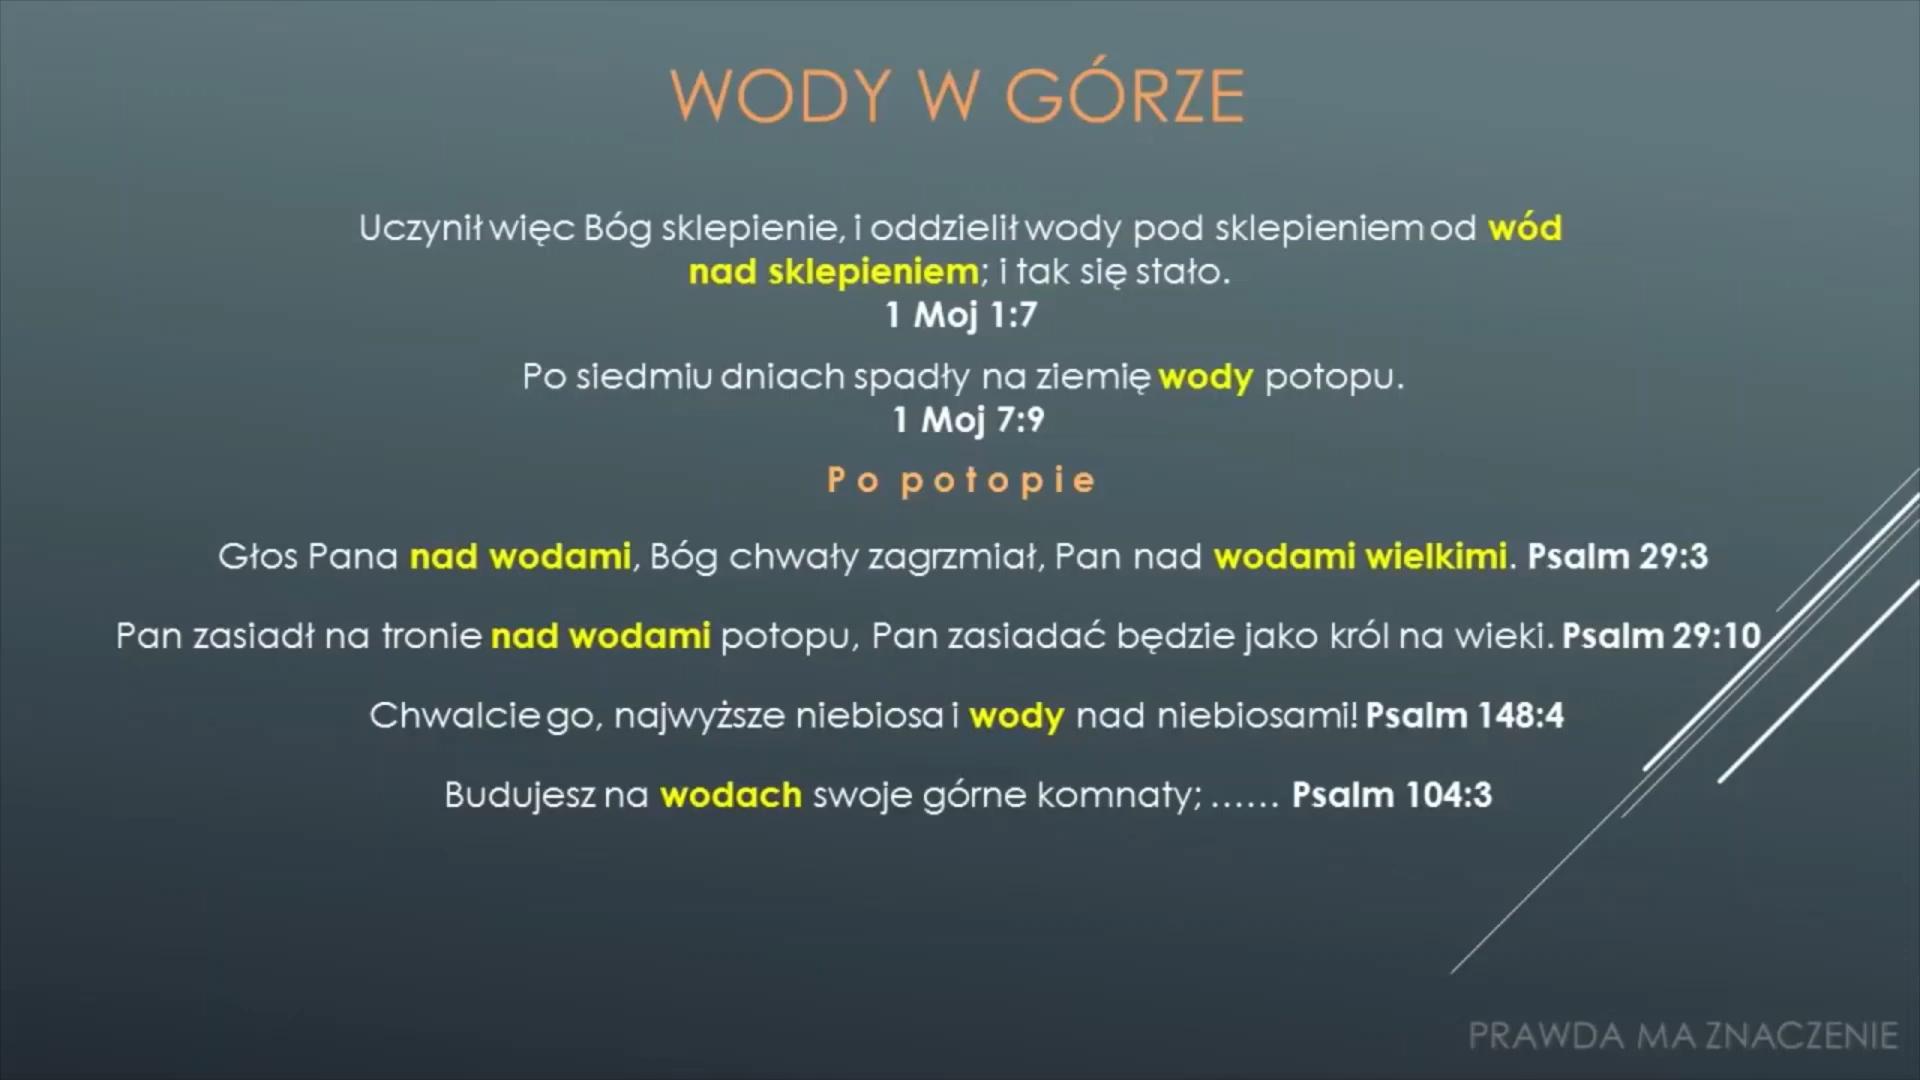 WODY W GÓRZE
Uczynił więc Bóg sklepienie, i oddzielił wody pod sklepieniem od wód
nad sklepieniem; i tak się stało.
1 Moj 1:7
Po siedmiu dniach spadły na ziemię wody potopu.
1 Moj 7:9
Po potopie
Głos Pana nad wodami, Bóg chwały zagrzmiał, Pan nad wodami wielkimi. Psalm 29:3
Pan zasiadł na tronie nad wodami potopu, Pan zasiadać będzie jako król na wieki. Psalm 29:10
Chwalcie go, najwyższe niebiosa i wody nad niebiosami! Psalm 148:4
Budujesz na wodach swoje górne komnaty; …… Psalm 104:3
PRAWDA MA ZNACZENIE